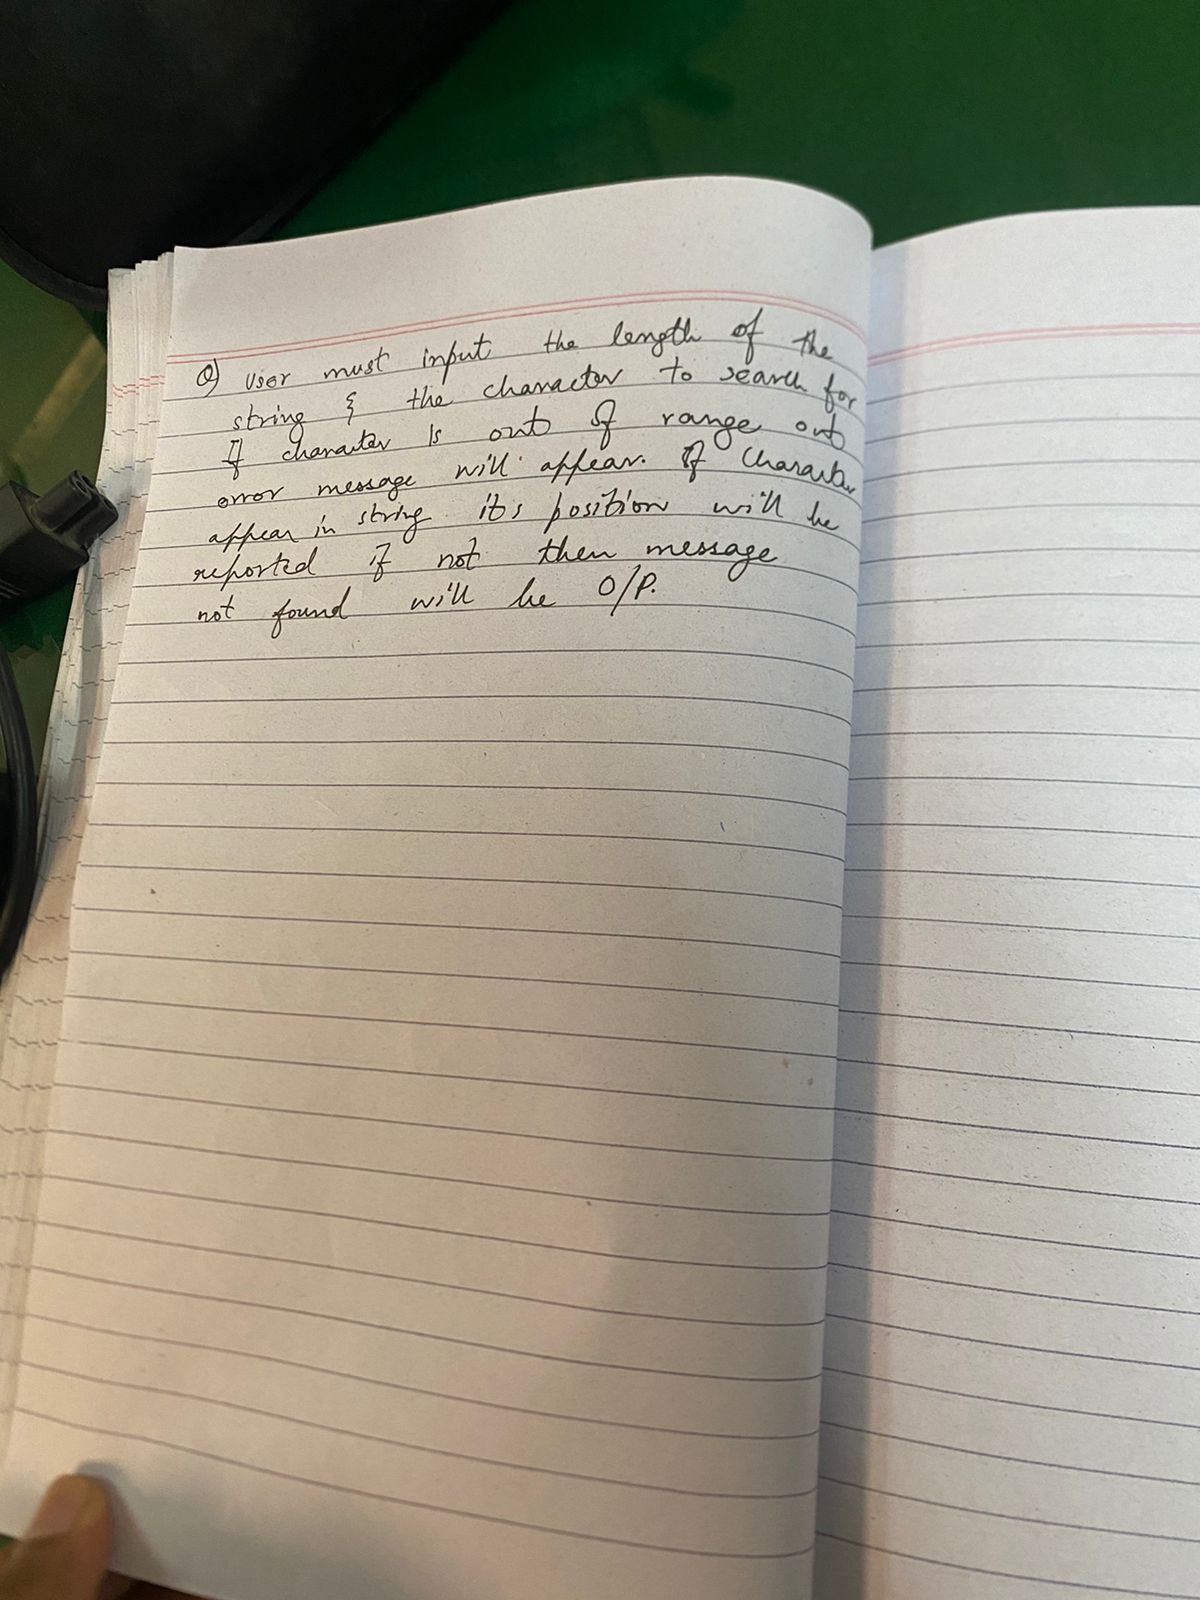 Q) User must input the length of the
string & the character to search for
If character is out of range out
error message will appear. If Character
appear in string it's position will be
reported if not then message
not found will be O/P.